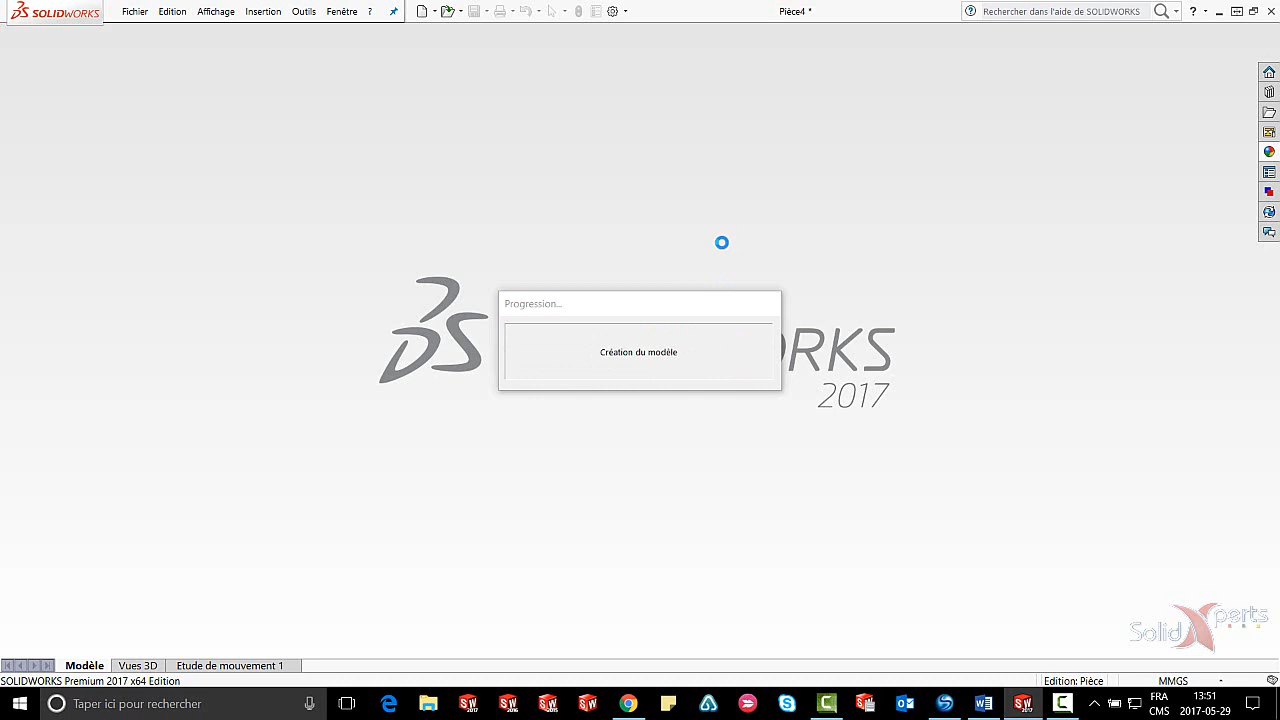 SOLIDWORKS Fichier Edition Affichage Insertion Outils Fenêtre ? Pièce4 * Rechercher dans l'aide de SOLIDWORKS ?
Progression...
Création du modèle
ORKS
2017
SolidXperts
Modèle Vues 3D Etude de mouvement 1
SOLIDWORKS Premium 2017 x64 Edition Edition: Pièce MMGS
Taper ici pour rechercher FRA 13:51
CMS 2017-05-29